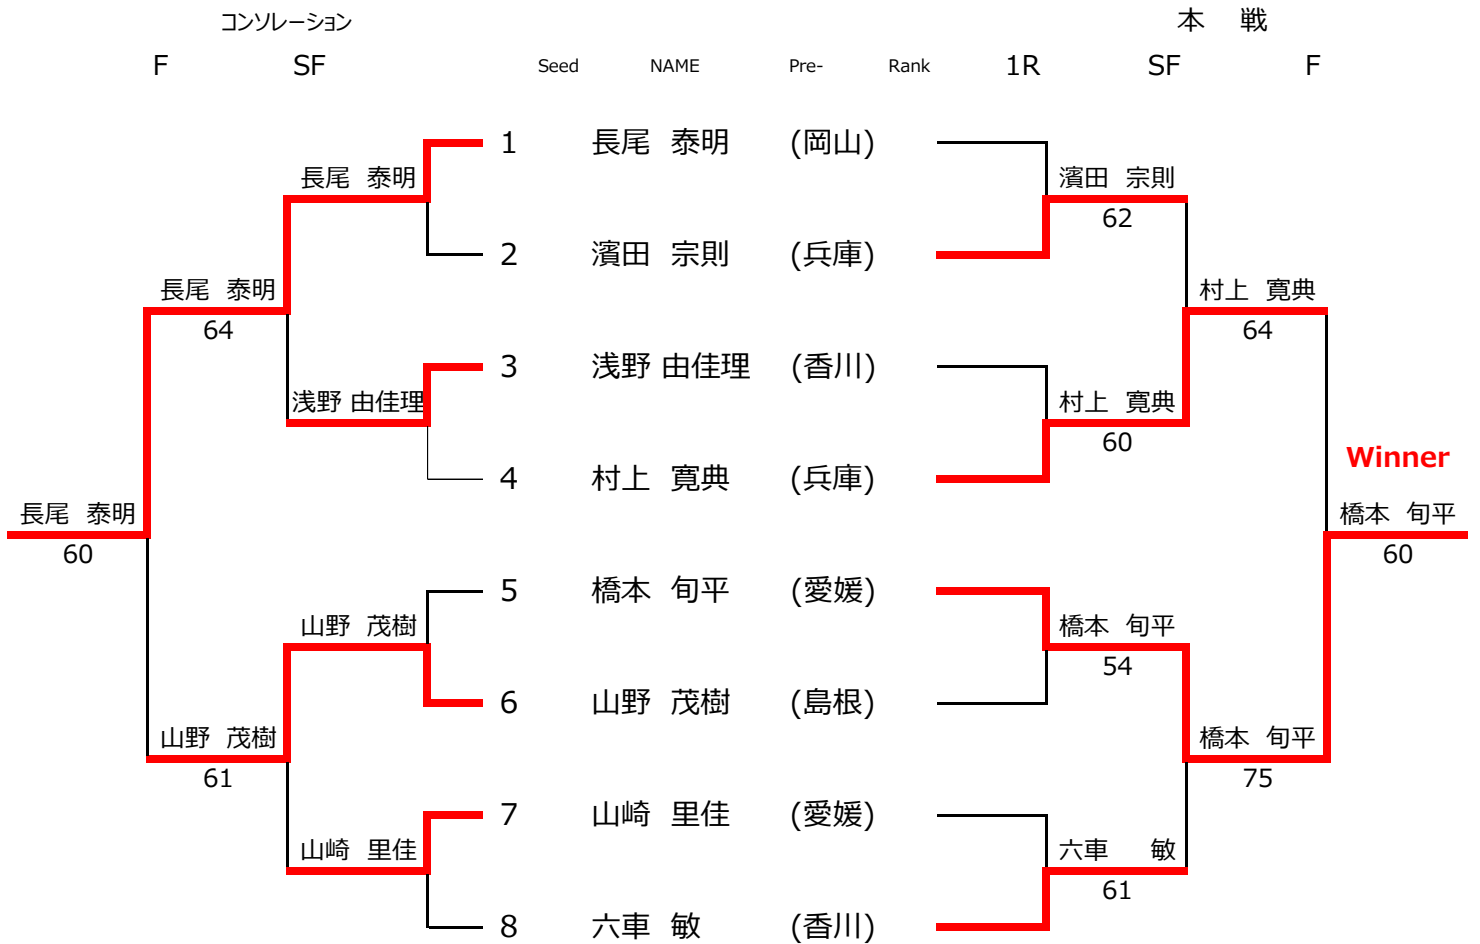 コンソレーション 本 戦
F SF Seed NAME Pre- Rank 1R SF F
1 長尾 泰明 (岡山)
長尾 泰明 濱田 宗則
62
2 濱田 宗則 (兵庫)
長尾 泰明 村上 寛典
64 64
3 浅野 由佳理 (香川)
浅野 由佳理 村上 寛典
60
Winner
4 村上 寛典 (兵庫)
長尾 泰明 橋本 旬平
60 60
5 橋本 旬平 (愛媛)
山野 茂樹 橋本 旬平
54
6 山野 茂樹 (島根)
山野 茂樹 橋本 旬平
61 75
7 山崎 里佳 (愛媛)
山崎 里佳 六車 敏
61
8 六車 敏 (香川)